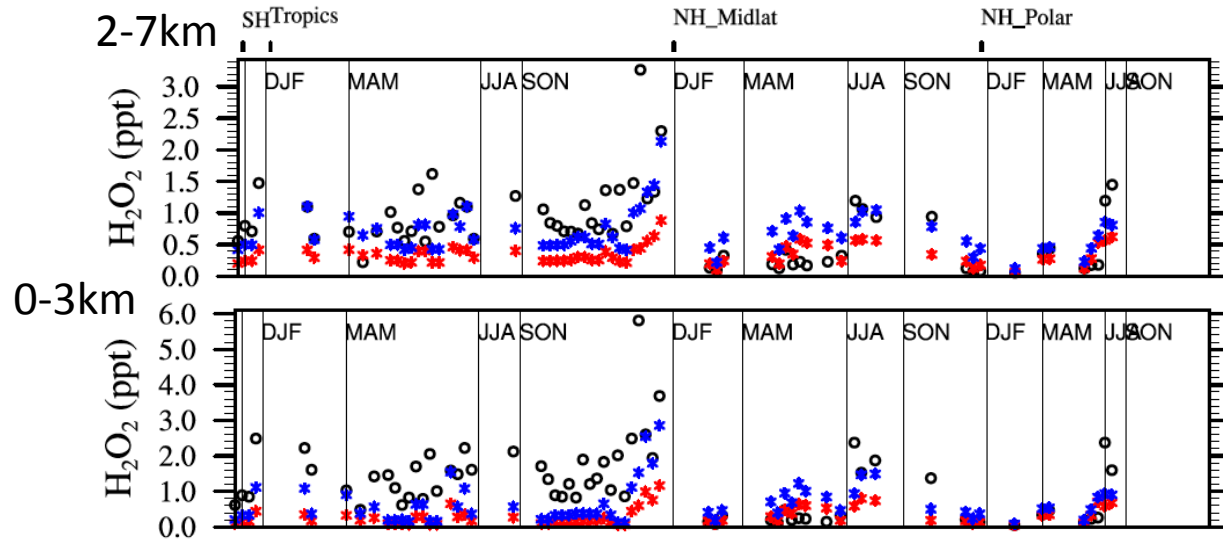 SH Tropics NH_Midlat NH_Polar
2-7km
DJF MAM JJA SON DJF MAM JJA SON DJF MAM JJA SON
3.0
2.5
2.0
1.5
1.0
0.5
0.0
H₂O₂ (ppt)
0-3km
DJF MAM JJA SON DJF MAM JJA SON DJF MAM JJA SON
6.0
5.0
4.0
3.0
2.0
1.0
0.0
H₂O₂ (ppt)